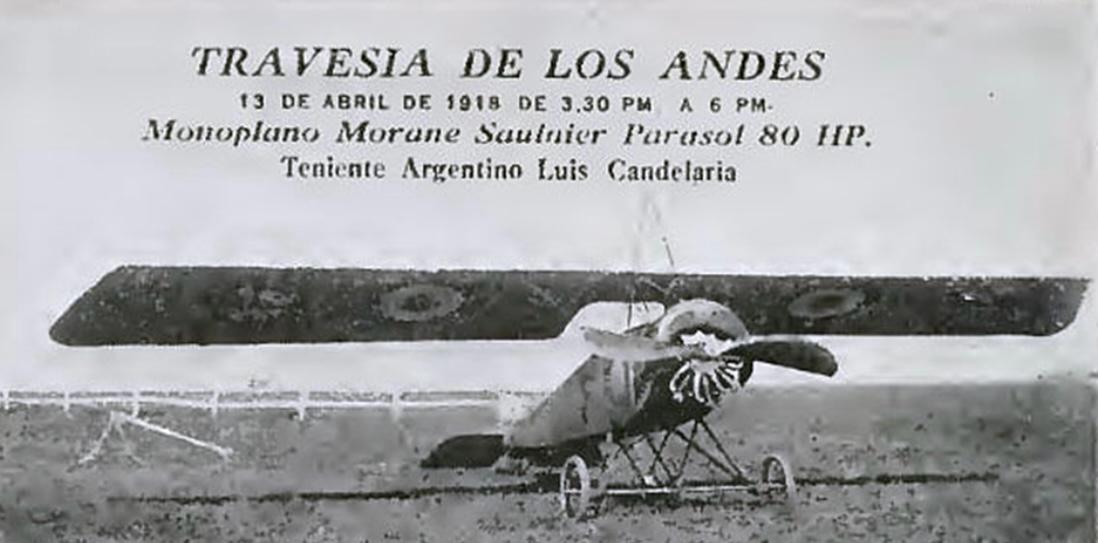 TRAVESIA DE LOS ANDES
13 DE ABRIL DE 1918 DE 3.30 PM. A 6 PM.
Monoplano Morane Saulnier Parasol 80 HP.
Teniente Argentino Luis Candelaria